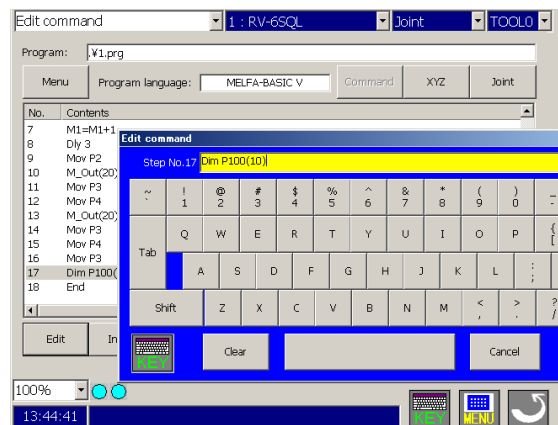 Edit command 1 : RV-6SQL Joint TOOL0
Program: .¥1.prg
Menu Program language: MELFA-BASIC V Command XYZ Joint
No. Contents
7 M1=M1+1
8 Dly 3
9 Mov P2
10 M_Out(20)
11 Mov P3
12 Mov P4
13 M_Out(20)
14 Mov P3
15 Mov P4
16 Mov P3
17 Dim P100(
18 End
Edit In
Edit command
Step No.17 Dim P100(10)
~ ! @ # $ % ^ & * ( ) _
` 1 2 3 4 5 6 7 8 9 0 -
Tab Q W E R T Y U I O P { [
A S D F G H J K L : ;
Shift Z X C V B N M < , > . ? /
KEY Clear Cancel
100%
13:44:41 KEY MENU